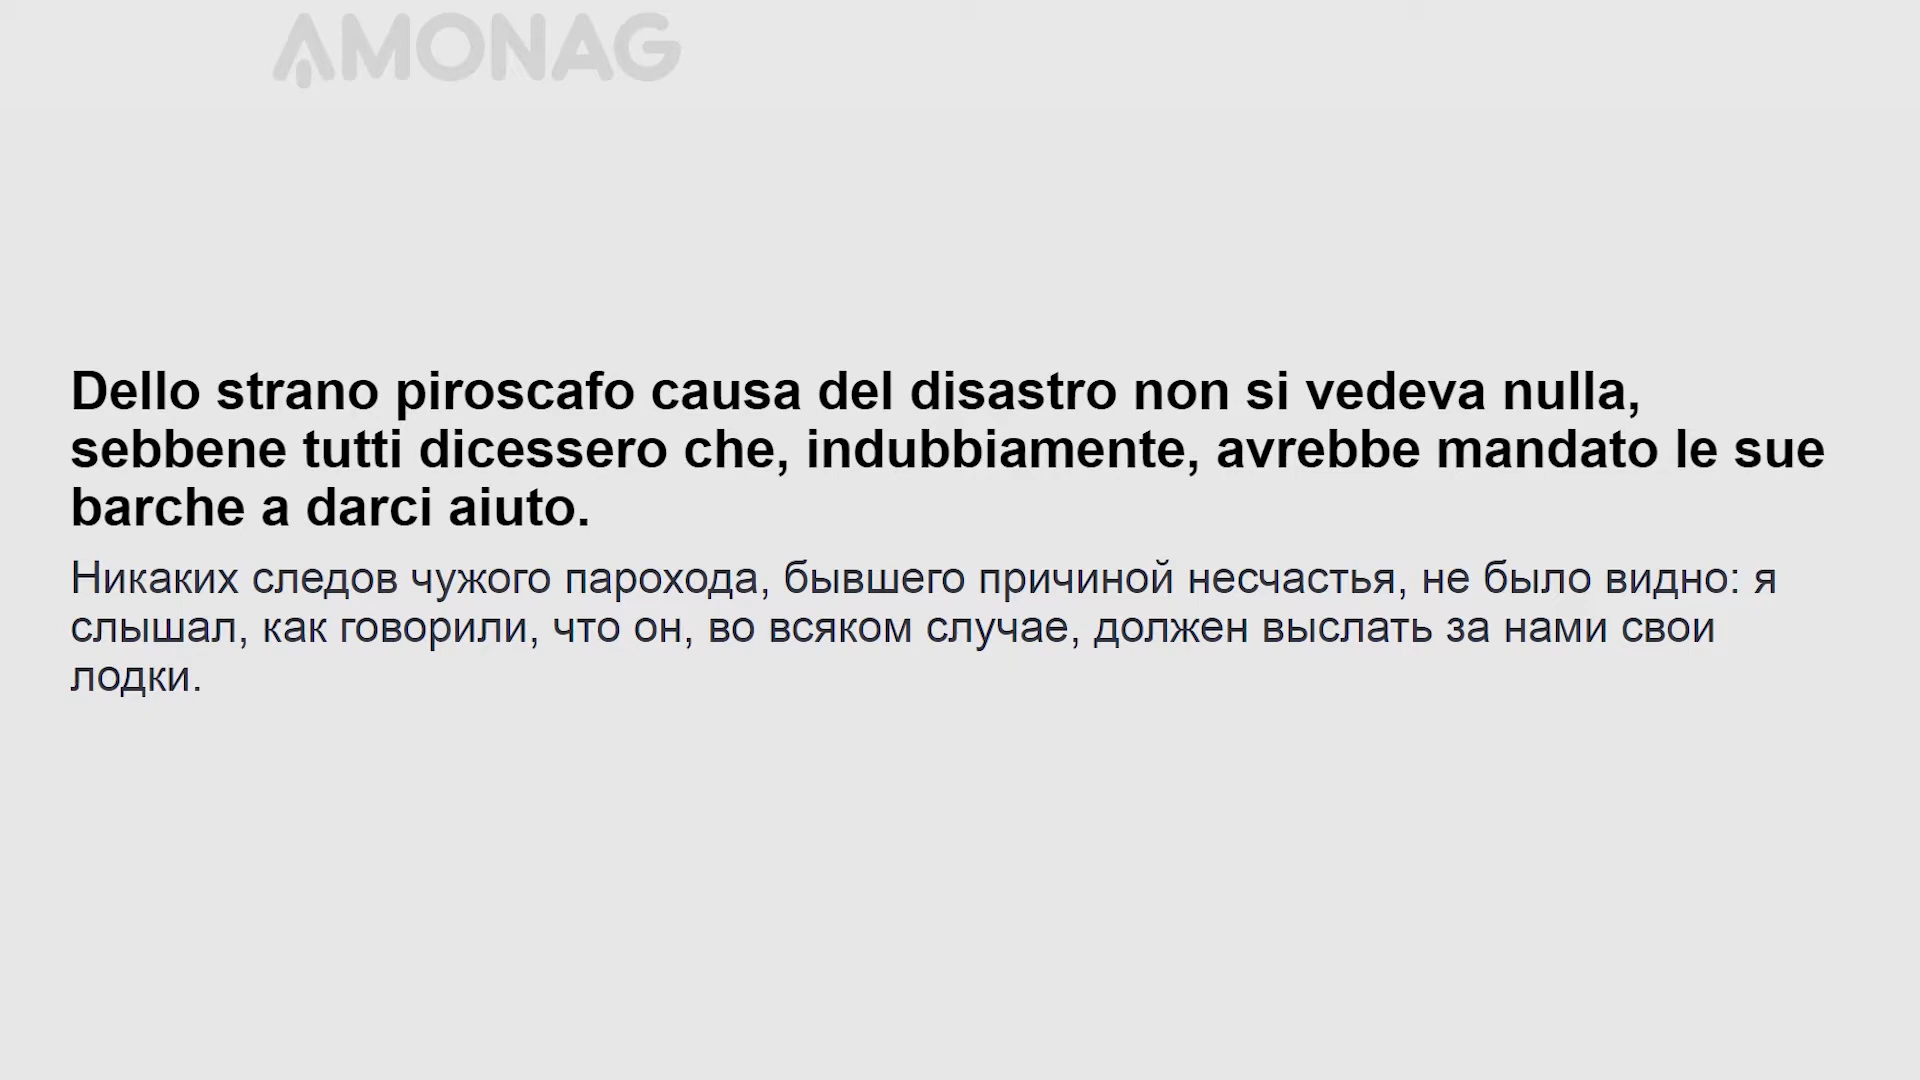 AMONAG
Dello strano piroscafo causa del disastro non si vedeva nulla,
sebbene tutti dicessero che, indubbiamente, avrebbe mandato le sue
barche a darci aiuto.
Никаких следов чужого парохода, бывшего причиной несчастья, не было видно: я
слышал, как говорили, что он, во всяком случае, должен выслать за нами свои
лодки.